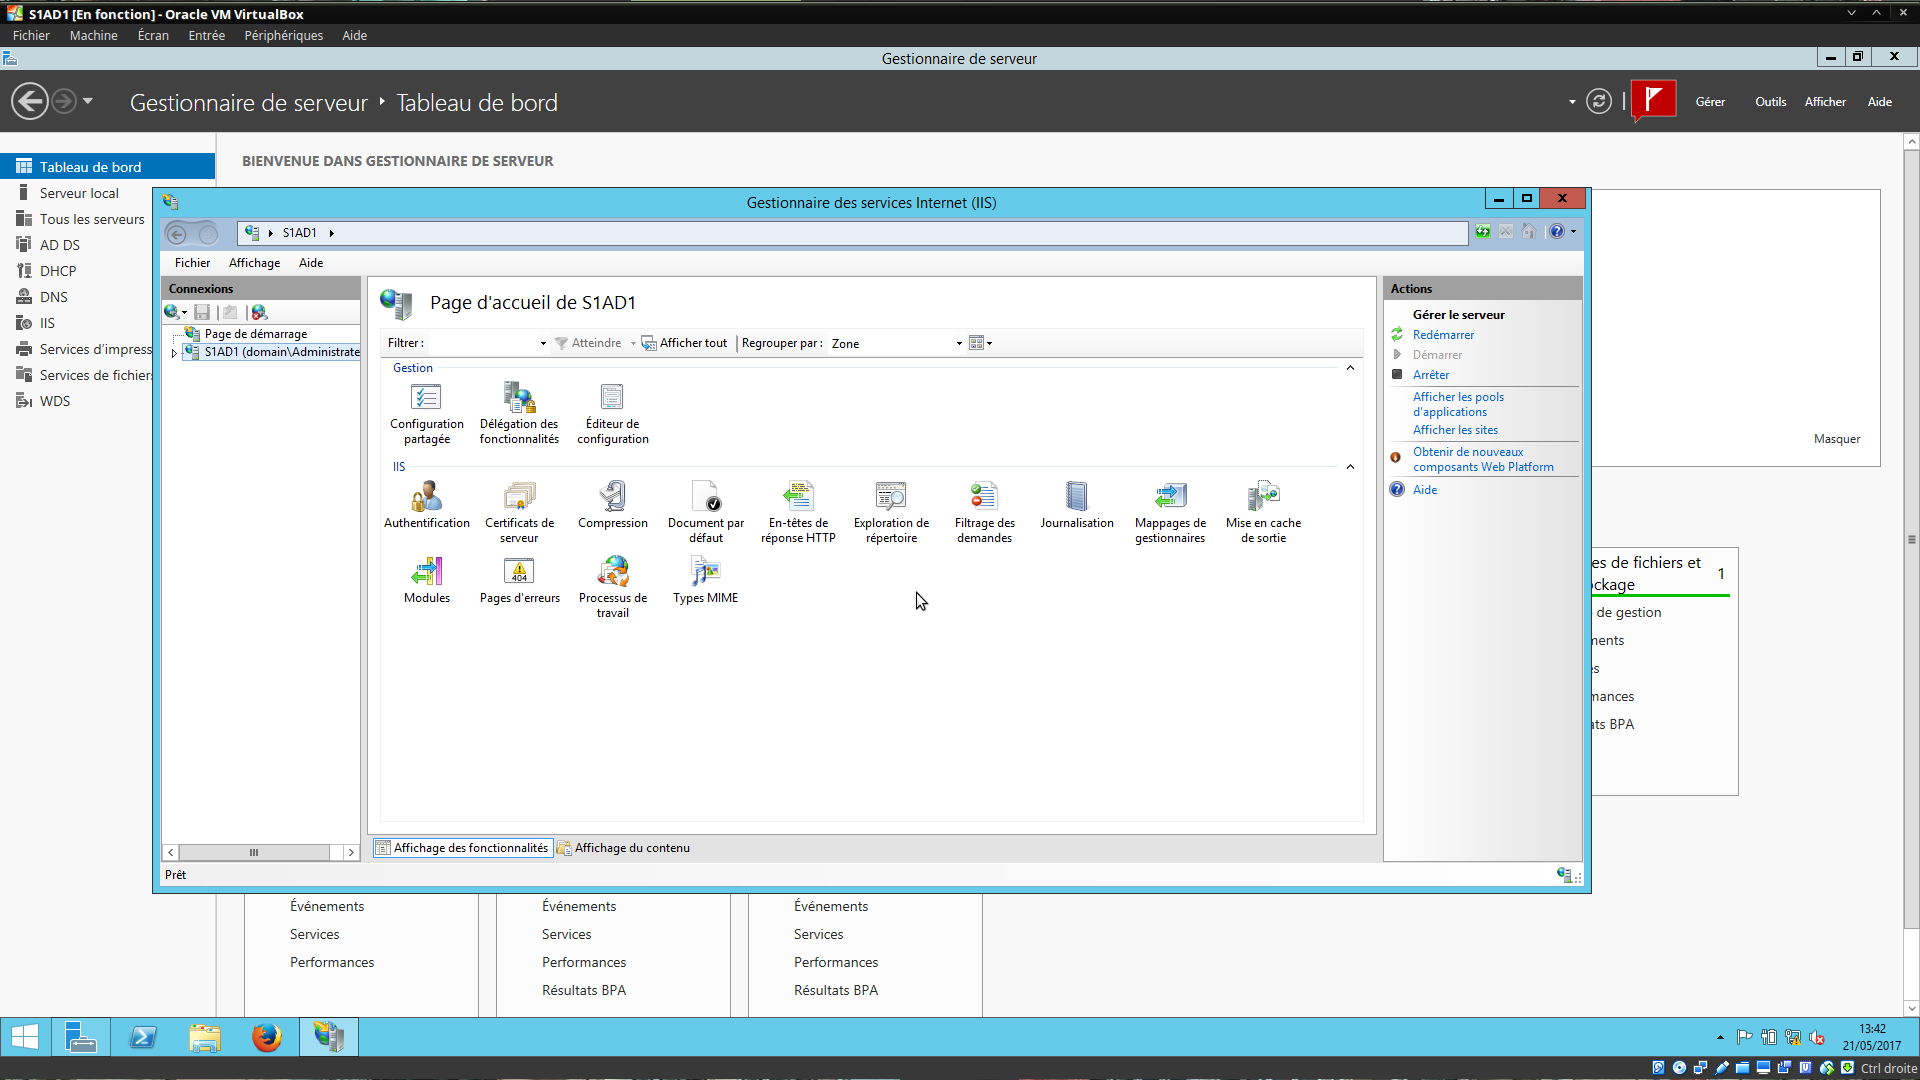 S1AD1 [En fonction] - Oracle VM VirtualBox
Fichier Machine Écran Entrée Périphériques Aide
Gestionnaire de serveur
Gestionnaire de serveur Tableau de bord
Gérer Outils Afficher Aide
Tableau de bord
Serveur local
Tous les serveurs
AD DS
DHCP
DNS
IIS
Services d'impress
Services de fichier
WDS
BIENVENUE DANS GESTIONNAIRE DE SERVEUR
Gestionnaire des services Internet (IIS)
S1AD1
Fichier Affichage Aide
Connexions
Page de démarrage
S1AD1 (domain\Administrate
Page d'accueil de S1AD1
Filtrer : Atteindre Afficher tout Regrouper par : Zone
Gestion
Configuration partagée
Délégation des fonctionnalités
Éditeur de configuration
IIS
Authentification
Certificats de serveur
Compression
Document par défaut
En-têtes de réponse HTTP
Exploration de répertoire
Filtrage des demandes
Journalisation
Mappages de gestionnaires
Mise en cache de sortie
Modules
404
Pages d'erreurs
Processus de travail
Types MIME
Affichage des fonctionnalités Affichage du contenu
Prêt
Actions
Gérer le serveur
Redémarrer
Démarrer
Arrêter
Afficher les pools
d'applications
Afficher les sites
Obtenir de nouveaux
composants Web Platform
Aide
Masquer
es de fichiers et
ckage
1
de gestion
nents
s
mances
ats BPA
Événements
Services
Performances
Événements
Services
Performances
Résultats BPA
Événements
Services
Performances
Résultats BPA
13:42
21/05/2017
Ctrl droite